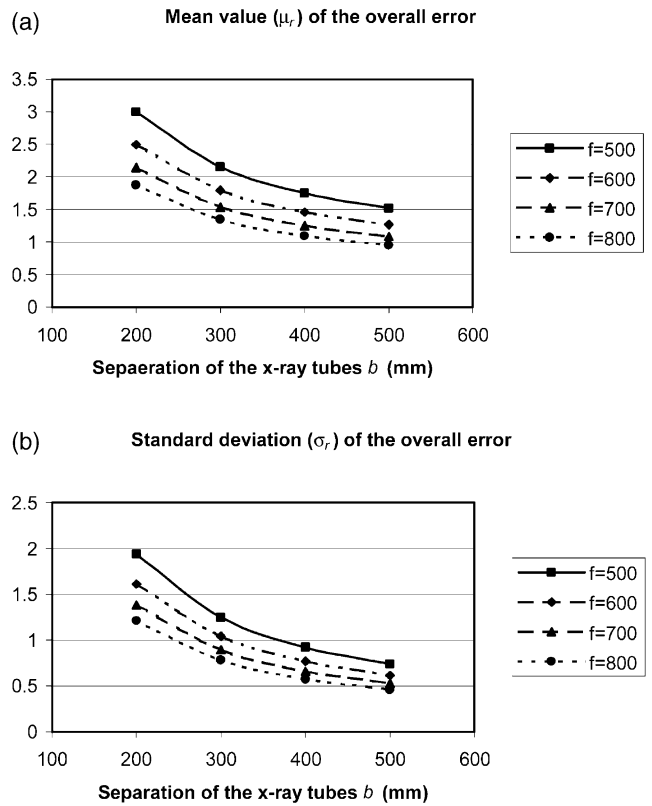 (a)
Mean value (μr) of the overall error
3.5
3
2.5
2
1.5
1
0.5
0
100 200 300 400 500 600
Sepaeration of the x-ray tubes b (mm)
f=500
f=600
f=700
f=800
(b)
Standard deviation (σr) of the overall error
2.5
2
1.5
1
0.5
0
100 200 300 400 500 600
Separation of the x-ray tubes b (mm)
f=500
f=600
f=700
f=800